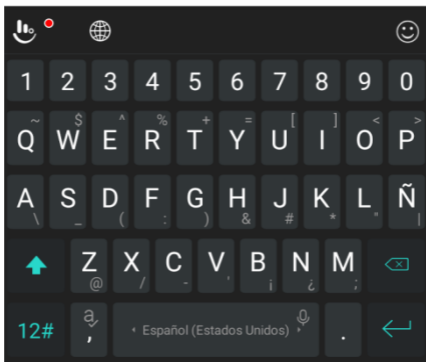 1 2 3 4 5 6 7 8 9 0
~ $ ^ % + = [ ] < >
Q W E R T Y U I O P
A S D F G H J K L Ñ
\ _ ( : ) & # * " |
Z X C V B N M
@ / - ' ¡ ¿ ;
12# a , Español (Estados Unidos) .